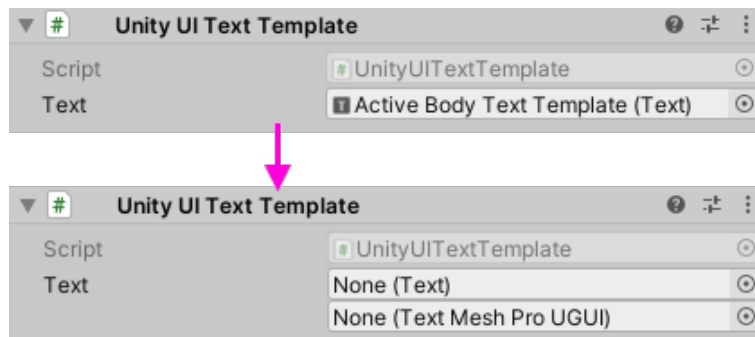 Unity UI Text Template
Script UnityUITextTemplate
Text Active Body Text Template (Text)
Unity UI Text Template
Script UnityUITextTemplate
Text None (Text)
None (Text Mesh Pro UGUI)